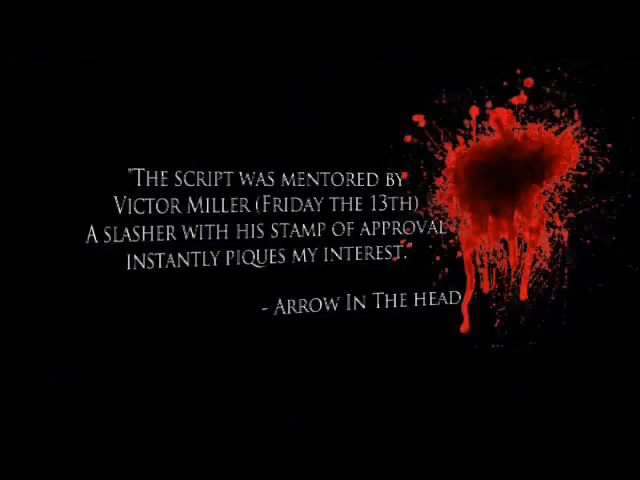 "The script was mentored by
Victor Miller (Friday the 13th)
A slasher with his stamp of approval
instantly piques my interest."
- Arrow In The head